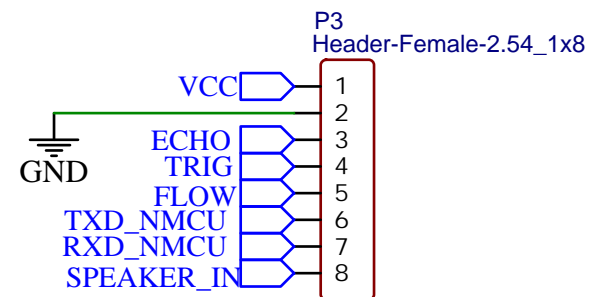 P3
Header-Female-2.54_1x8
VCC 1
2
ECHO 3
GND
TRIG 4
FLOW 5
TXD_NMCU 6
RXD_NMCU 7
SPEAKER_IN 8